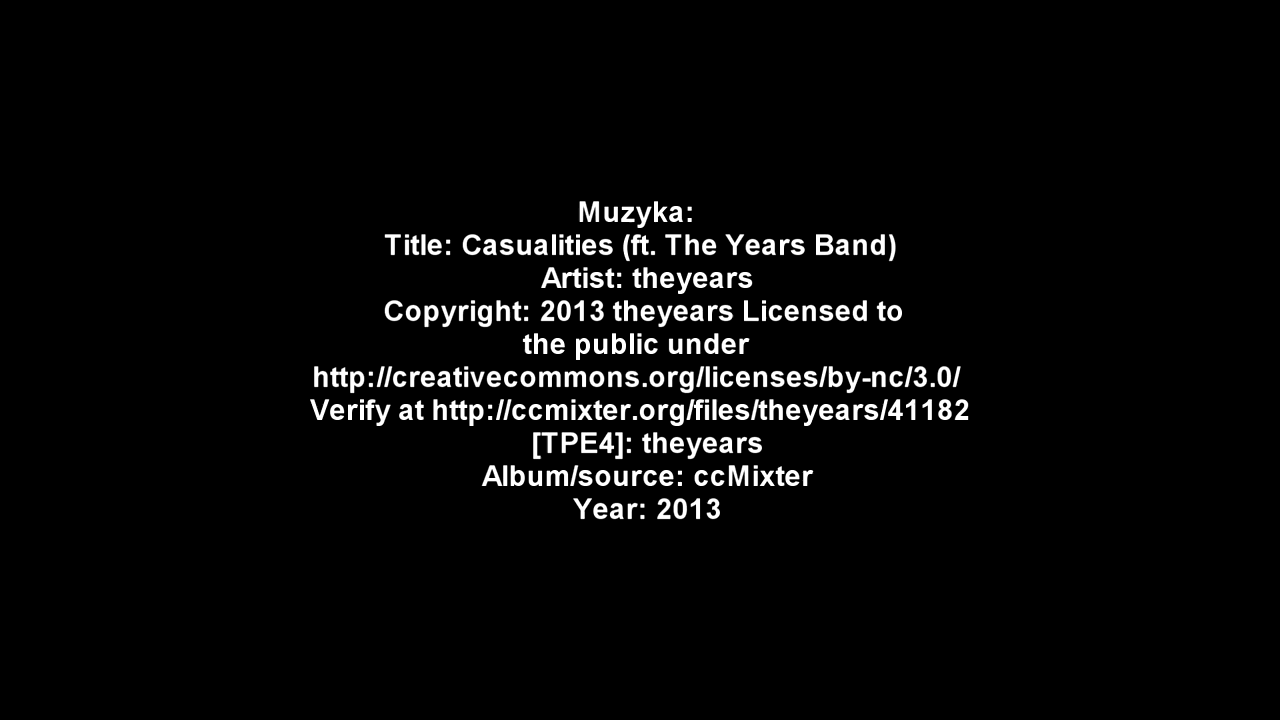 Muzyka:
Title: Casualities (ft. The Years Band)
Artist: theyears
Copyright: 2013 theyears Licensed to
the public under
http://creativecommons.org/licenses/by-nc/3.0/
Verify at http://ccmixter.org/files/theyears/41182
[TPE4]: theyears
Album/source: ccMixter
Year: 2013